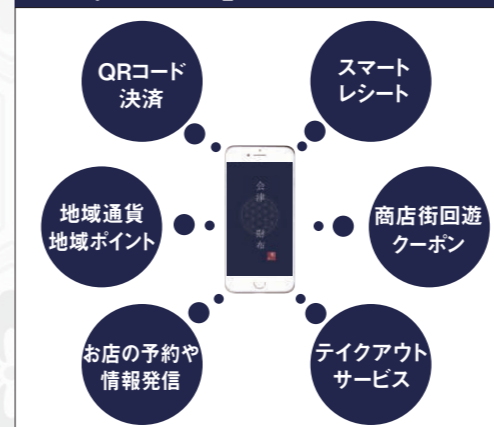 QRコード
決済
スマート
レシート
地域通貨
地域ポイント
会津
財布
商店街回遊
クーポン
お店の予約や
情報発信
テイクアウト
サービス